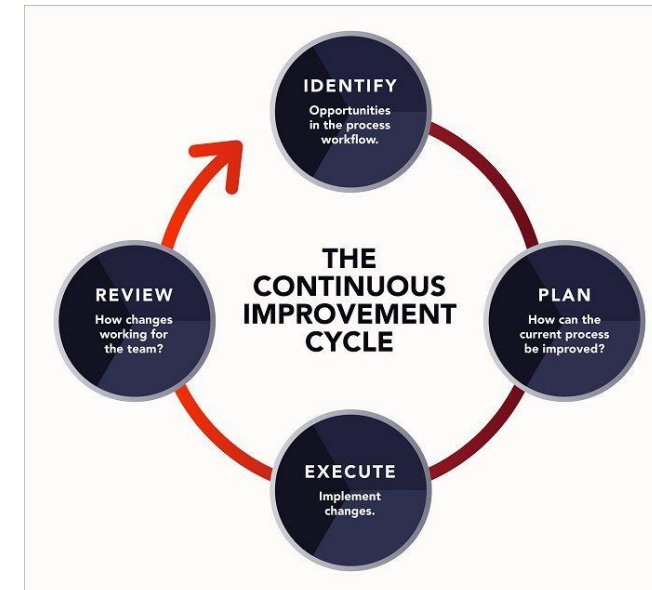 IDENTIFY
Opportunities
in the process
workflow.
THE
CONTINUOUS
IMPROVEMENT
CYCLE
REVIEW
How changes
working for
the team?
PLAN
How can the
current process
be improved?
EXECUTE
Implement
changes.